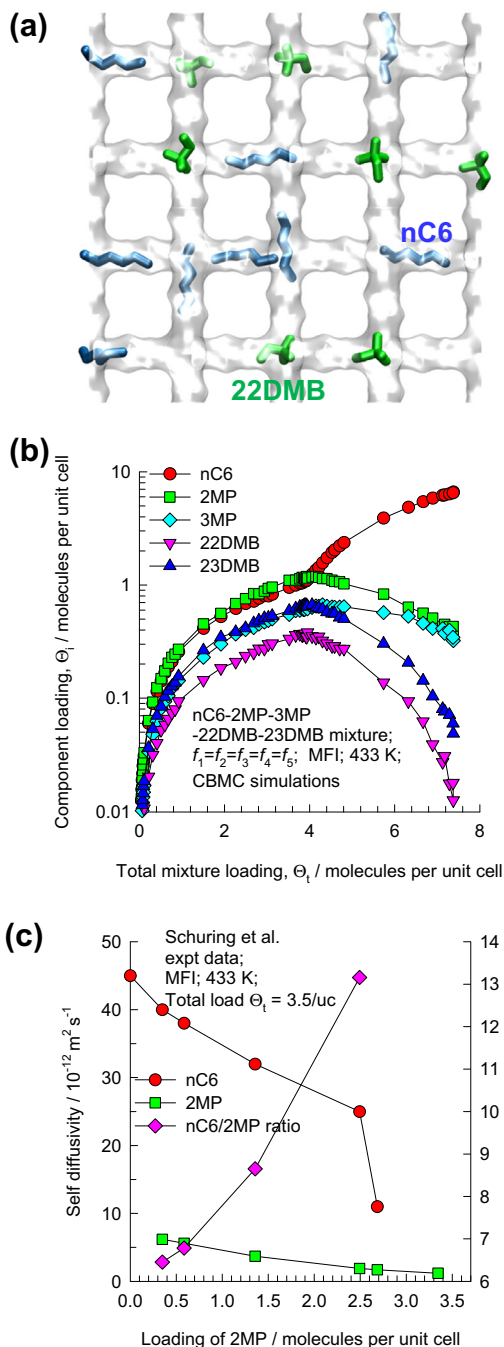 (a)
nC6
22DMB
(b)
Component loading, Θi / molecules per unit cell
10
1
0.1
0.01
nC6
2MP
3MP
22DMB
23DMB
nC6-2MP-3MP
-22DMB-23DMB mixture;
f1=f2=f3=f4=f5; MFI; 433 K;
CBMC simulations
0 2 4 6 8
Total mixture loading, Θt / molecules per unit cell
(c)
Self diffusivity / 10-12 m2 s-1
50
40
30
20
10
0
Schuring et al.
expt data;
MFI; 433 K;
Total load Θt = 3.5/uc
nC6
2MP
nC6/2MP ratio
14
13
12
11
10
9
8
7
6
0.0 0.5 1.0 1.5 2.0 2.5 3.0 3.5
Loading of 2MP / molecules per unit cell